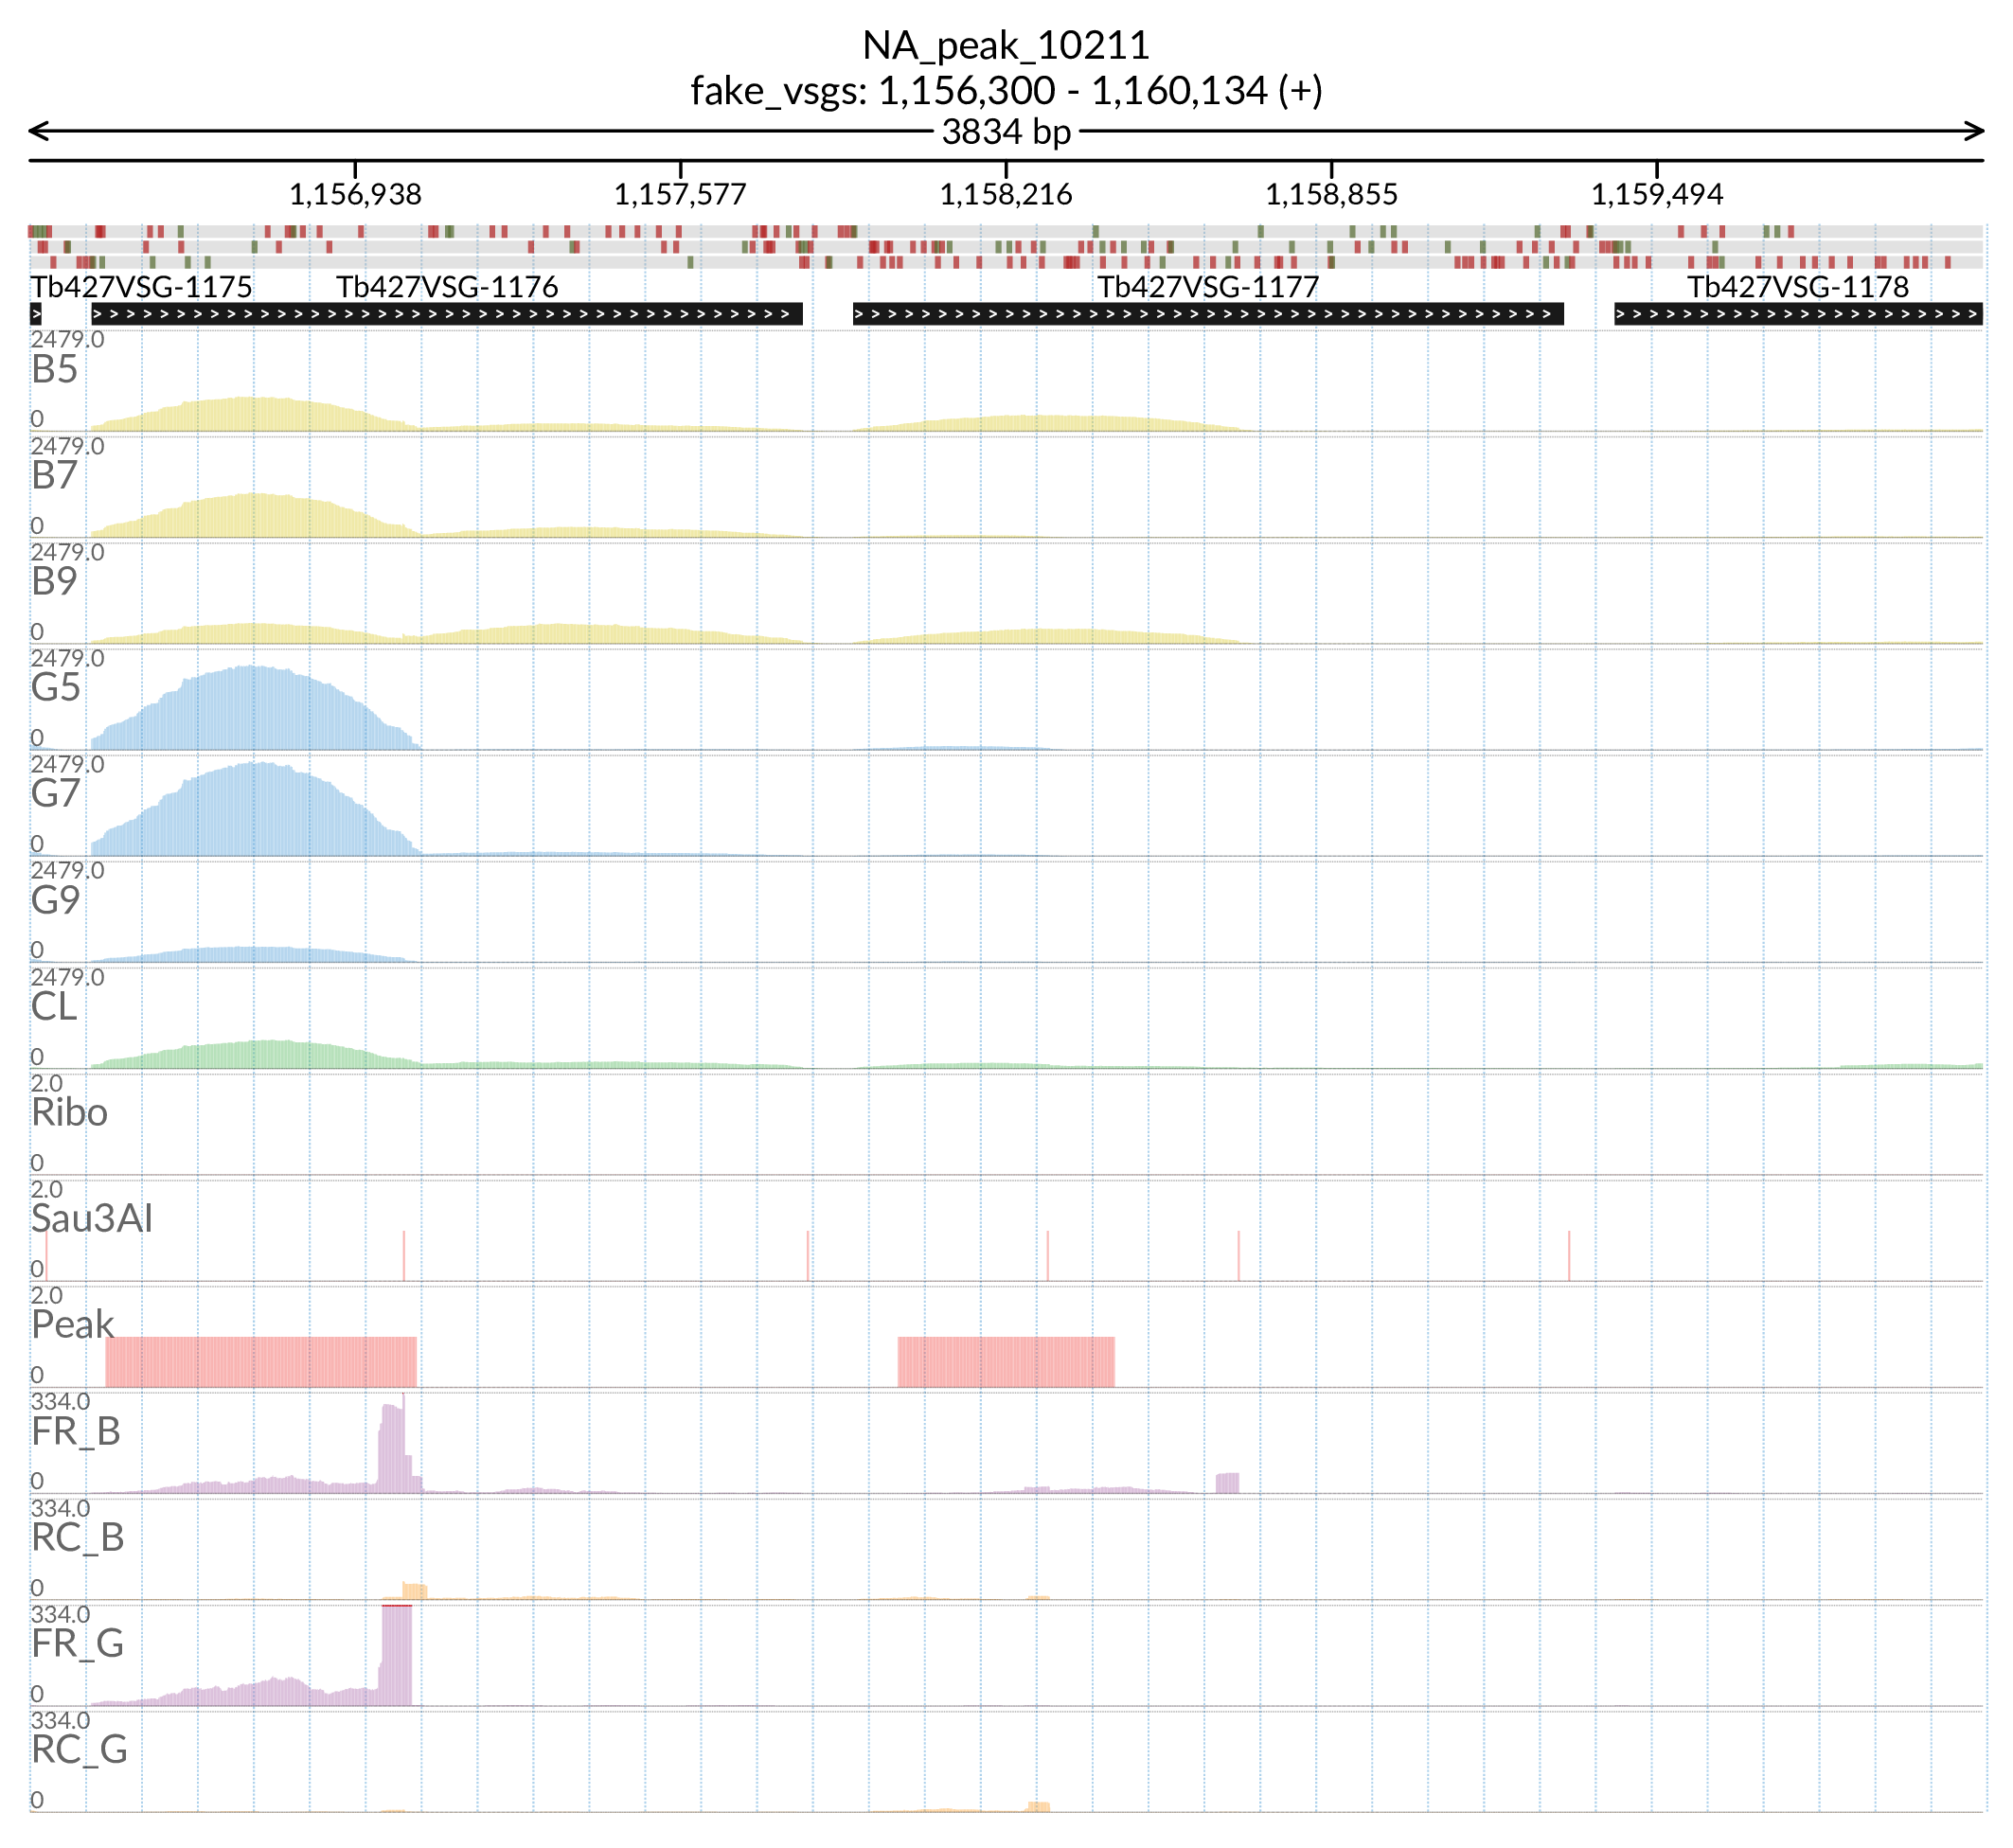 NA_peak_10211
fake_vsgs: 1,156,300 - 1,160,134 (+)
3834 bp
1,156,938 1,157,577 1,158,216 1,158,855 1,159,494
Tb427VSG-1175 Tb427VSG-1176 Tb427VSG-1177 Tb427VSG-1178
2479.0
B5
0
2479.0
B7
0
2479.0
B9
0
2479.0
G5
0
2479.0
G7
0
2479.0
G9
0
2479.0
CL
0
2.0
Ribo
0
2.0
Sau3AI
0
2.0
Peak
0
334.0
FR_B
0
334.0
RC_B
0
334.0
FR_G
0
334.0
RC_G
0